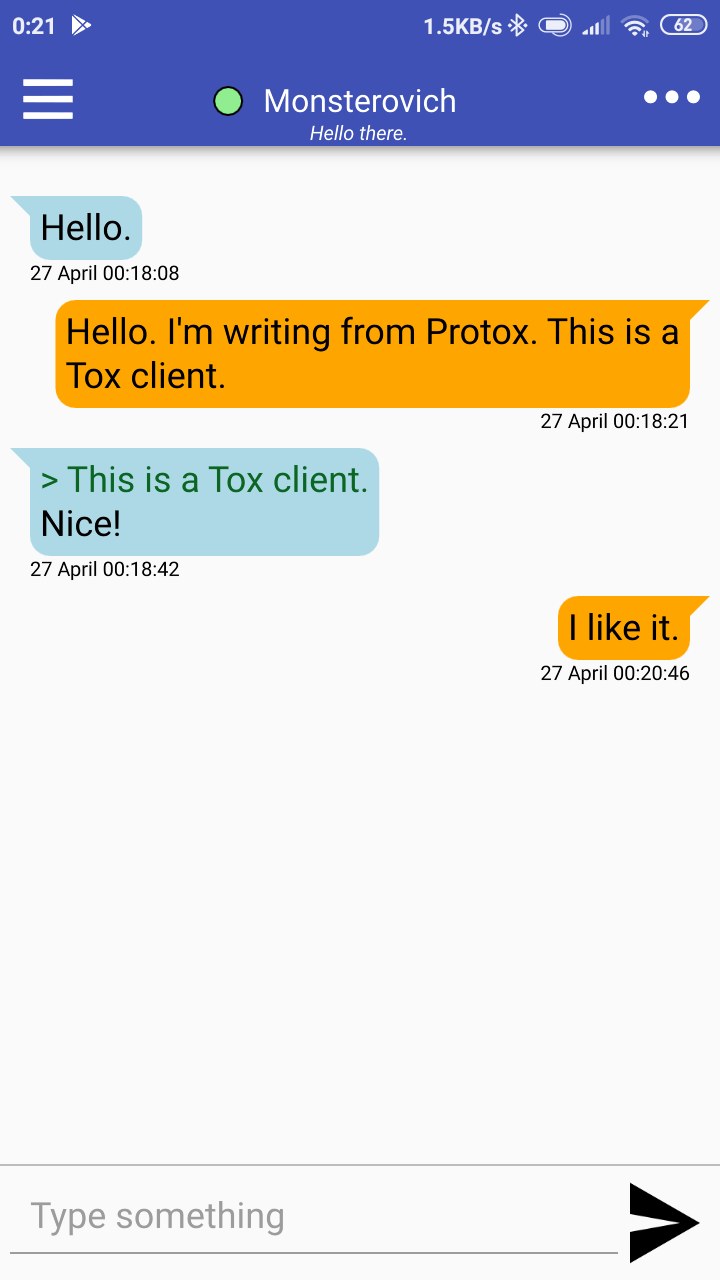 0:21 1.5KB/s 62
Monsterovich
Hello there.
Hello.
27 April 00:18:08
Hello. I'm writing from Protox. This is a
Tox client.
27 April 00:18:21
> This is a Tox client.
Nice!
27 April 00:18:42
I like it.
27 April 00:20:46
Type something